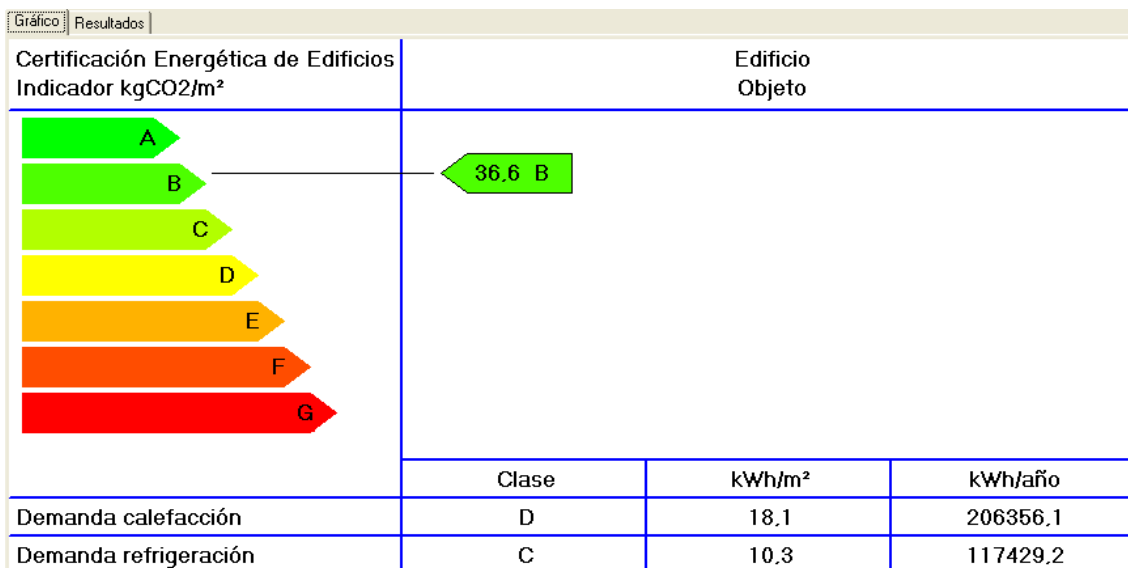 Gráfico Resultados
Certificación Energética de Edificios
Indicador kgCO2/m²
Edificio
Objeto
A
B
36,6 B
C
D
E
F
G
Clase kWh/m² kWh/año
Demanda calefacción D 18,1 206356,1
Demanda refrigeración C 10,3 117429,2